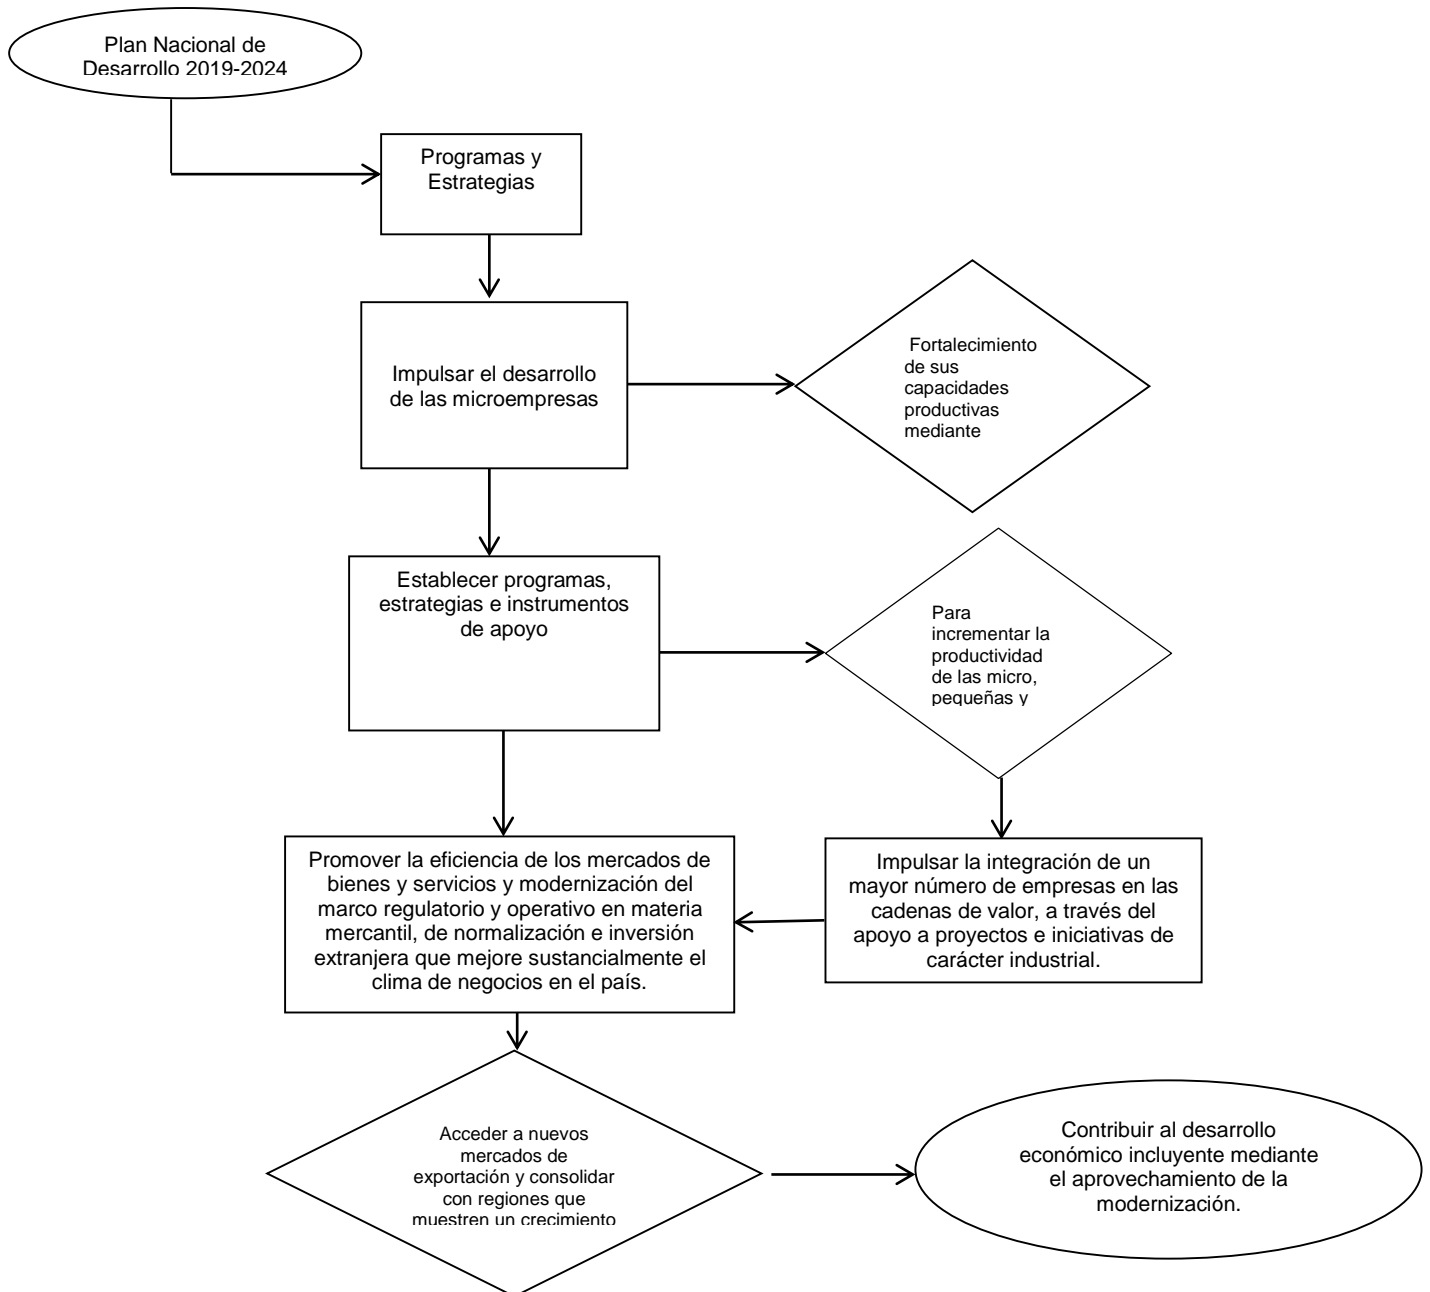 Plan Nacional de
Desarrollo 2019-2024
Programas y
Estrategias
Impulsar el desarrollo
de las microempresas
Fortalecimiento
de sus
capacidades
productivas
mediante
Establecer programas,
estrategias e instrumentos
de apoyo
Para
incrementar la
productividad
de las micro,
pequeñas y
Promover la eficiencia de los mercados de
bienes y servicios y modernización del
marco regulatorio y operativo en materia
mercantil, de normalización e inversión
extranjera que mejore sustancialmente el
clima de negocios en el país.
Impulsar la integración de un
mayor número de empresas en las
cadenas de valor, a través del
apoyo a proyectos e iniciativas de
carácter industrial.
Acceder a nuevos
mercados de
exportación y consolidar
con regiones que
muestren un crecimiento
Contribuir al desarrollo
económico incluyente mediante
el aprovechamiento de la
modernización.